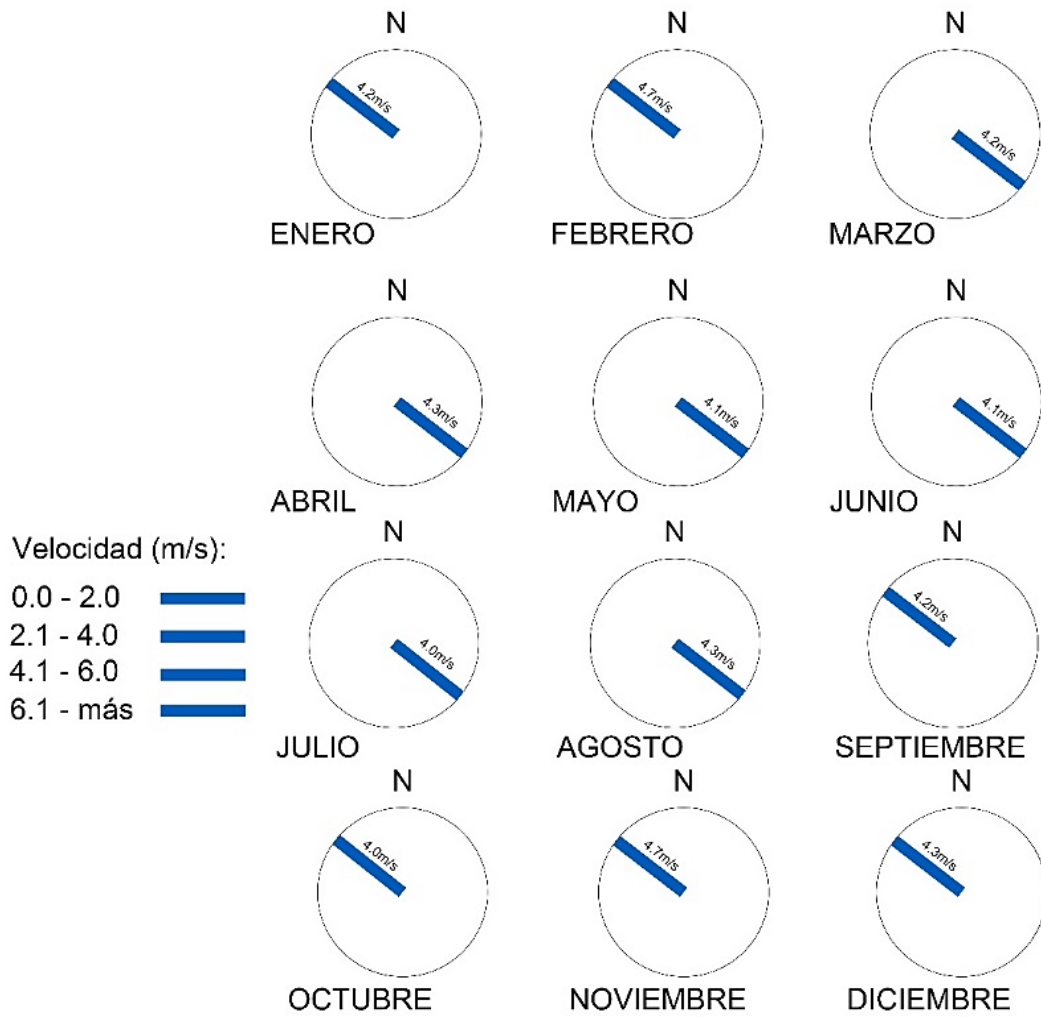 N N N
4.2m/s 4.7m/s 4.2m/s
ENERO FEBRERO MARZO
N N N
4.3m/s 4.1m/s 4.1m/s
ABRIL MAYO JUNIO
N N N
Velocidad (m/s):
0.0 - 2.0
2.1 - 4.0
4.1 - 6.0
6.1 - más
4.0m/s 4.3m/s 4.2m/s
JULIO AGOSTO SEPTIEMBRE
N N N
4.0m/s 4.7m/s 4.3m/s
OCTUBRE NOVIEMBRE DICIEMBRE